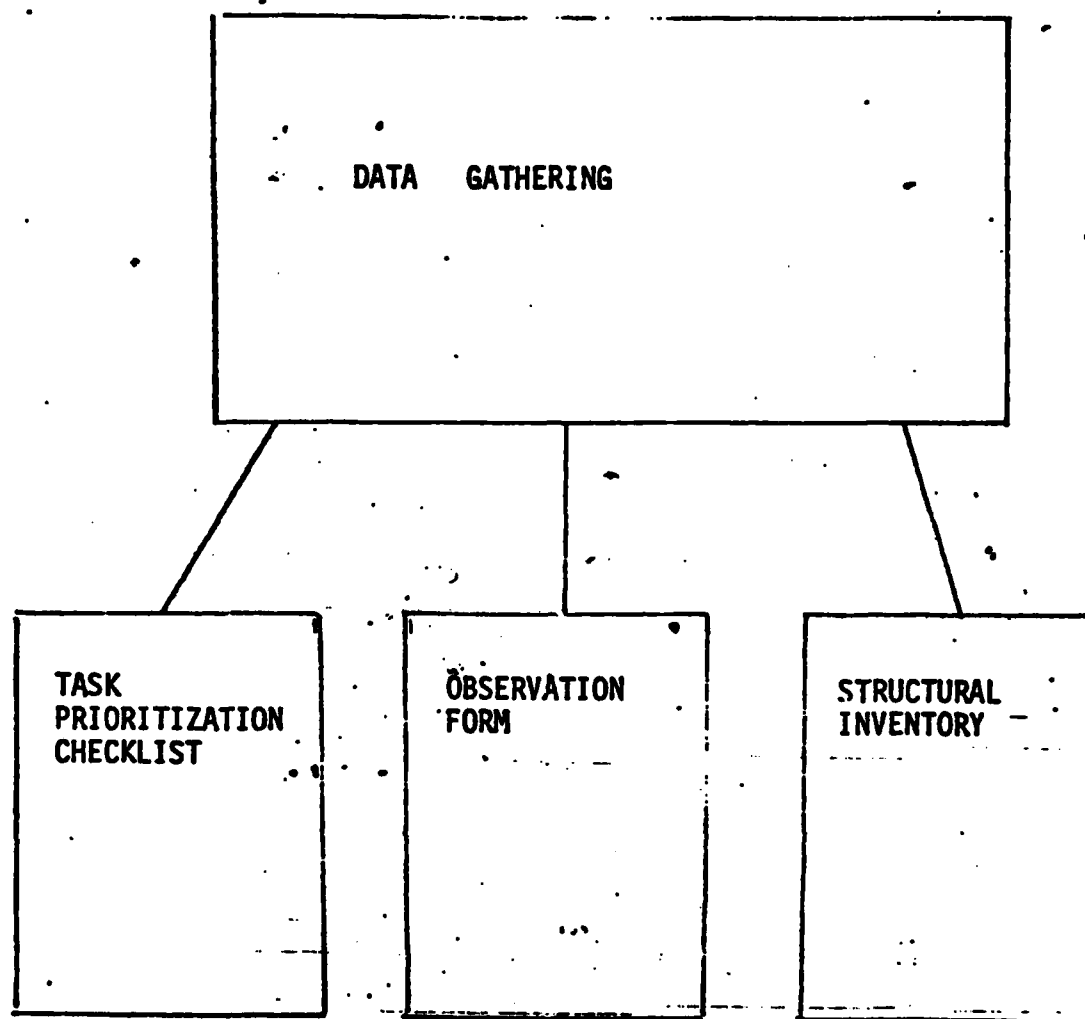 DATA GATHERING
TASK
PRIORITIZATION
CHECKLIST
OBSERVATION
FORM
STRUCTURAL
INVENTORY